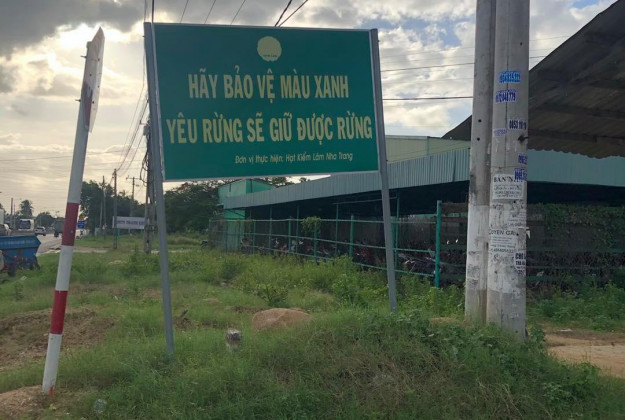 HÃY BẢO VỆ MÀU XANH
YÊU RỪNG SẼ GIỮ ĐƯỢC RỪNG
Đơn vị thực hiện: Hạt Kiểm Lâm Nha Trang